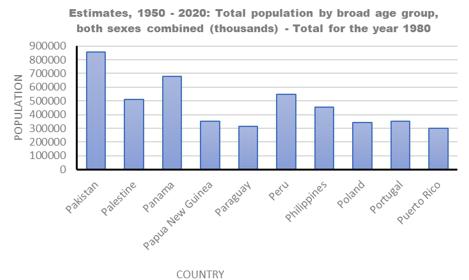 Estimates, 1950 - 2020: Total population by broad age group,
both sexes combined (thousands) - Total for the year 1980
POPULATION
900000
800000
700000
600000
500000
400000
300000
200000
100000
0
Pakistan
Palestine
Panama
Papua New Guinea
Paraguay
Peru
Philippines
Poland
Portugal
Puerto Rico
COUNTRY